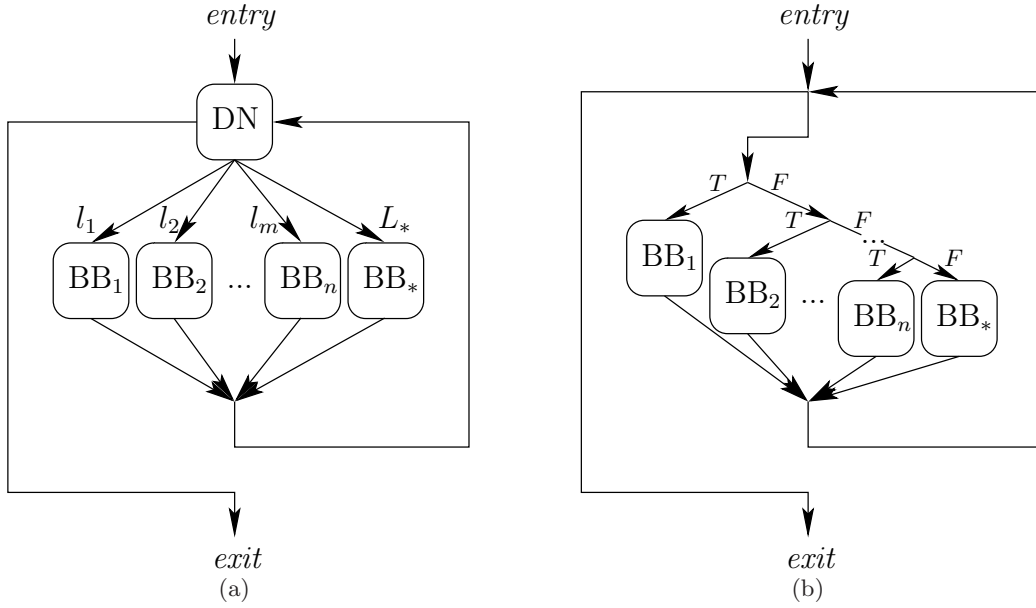 entry
DN
l₁ l₂ lₘ L*
BB₁ BB₂ ... BBₙ BB*
exit
(a)
entry
T F
T F
BB₁ ...
T F
BB₂ ... BBₙ BB*
exit
(b)